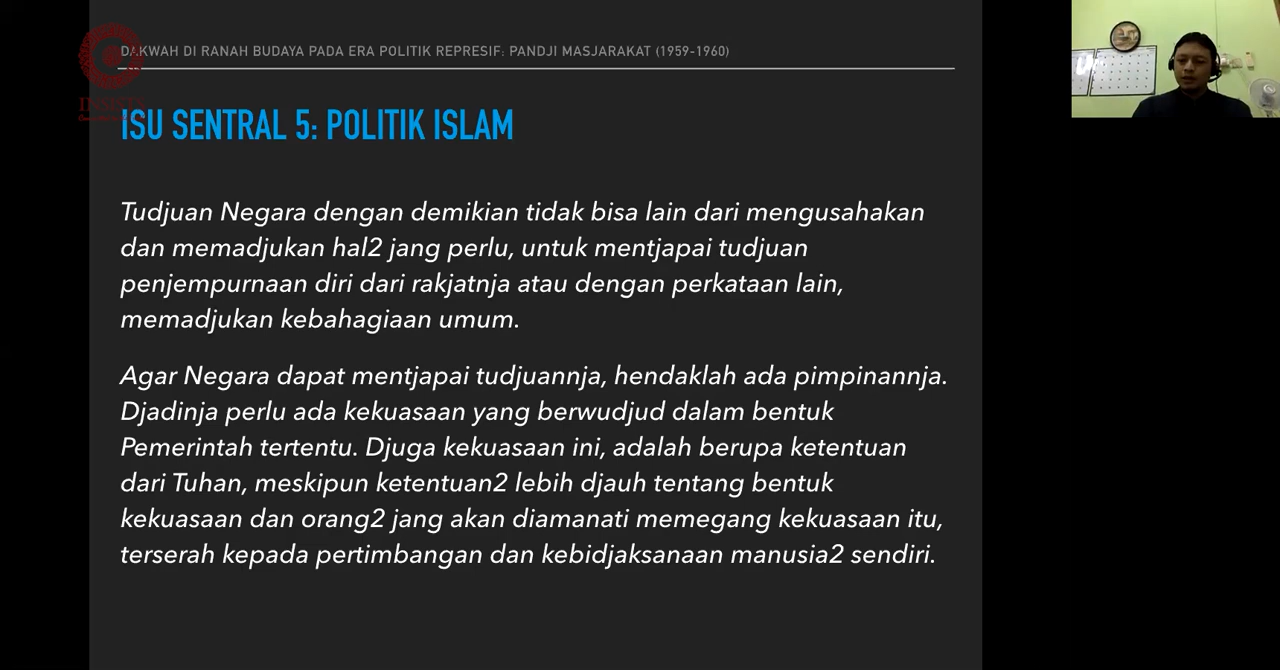 DAKWAH DI RANAH BUDAYA PADA ERA POLITIK REPRESIF: PANDJI MASJARAKAT (1959-1960)
INSISTS
ISU SENTRAL 5: POLITIK ISLAM
Tudjuan Negara dengan demikian tidak bisa lain dari mengusahakan
dan memadjukan hal2 jang perlu, untuk mentjapai tudjuan
penjempurnaan diri dari rakjatnja atau dengan perkataan lain,
memadjukan kebahagiaan umum.
Agar Negara dapat mentjapai tudjuannja, hendaklah ada pimpinannja.
Djadinja perlu ada kekuasaan yang berwudjud dalam bentuk
Pemerintah tertentu. Djuga kekuasaan ini, adalah berupa ketentuan
dari Tuhan, meskipun ketentuan2 lebih djauh tentang bentuk
kekuasaan dan orang2 jang akan diamanati memegang kekuasaan itu,
terserah kepada pertimbangan dan kebidjaksanaan manusia2 sendiri.